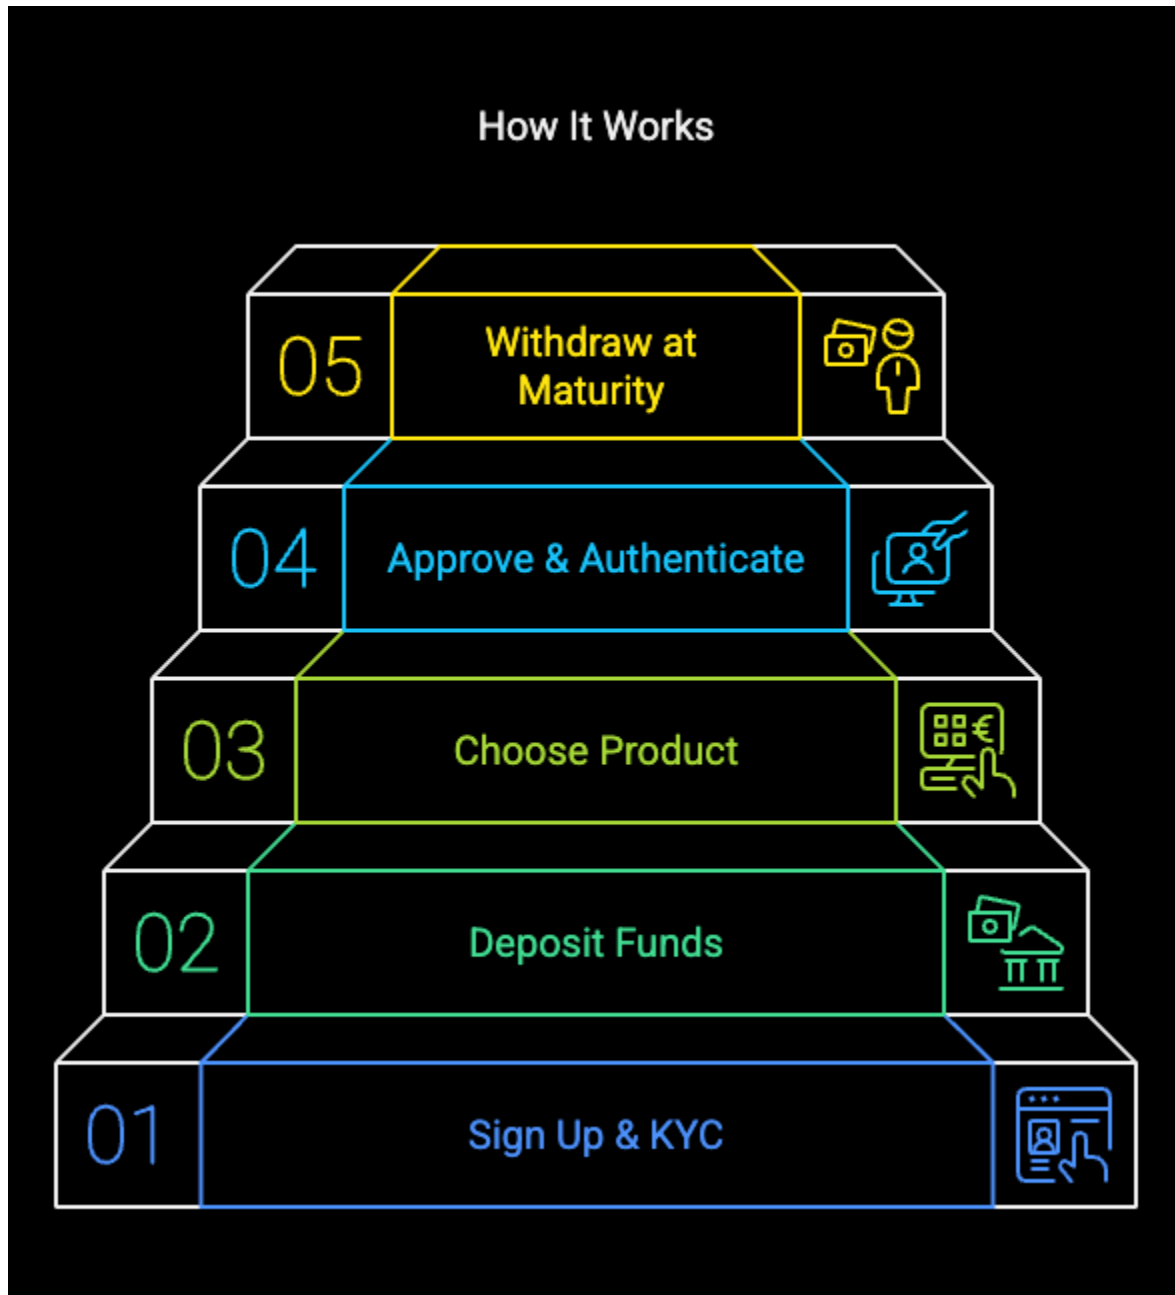 How It Works
05
Withdraw at
Maturity
04
Approve & Authenticate
03
Choose Product
€
02
Deposit Funds
01
Sign Up & KYC